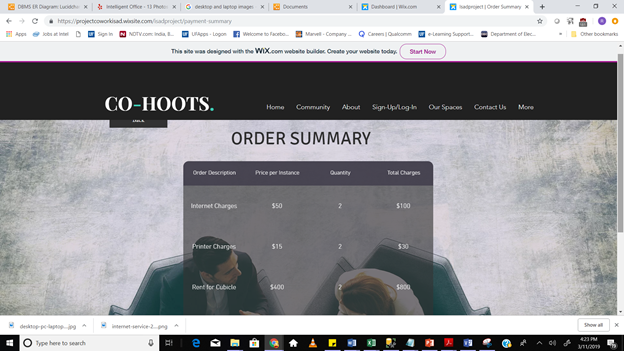 DBMS ER Diagram: Lucidcha
Intelligent Office - 13 Photo
desktop and laptop images
Documents
Dashboard | Wix.com
Isadproject | Order Summary
https://projectcoworkisad.wixsite.com/isadproject/payment-summary
Apps
Jobs at Intel
Sign In
NDTV.com: India, B...
UFApps - Logon
Welcome to Facebo...
Marvell - Company ...
Careers | Qualcomm
e-Learning Support...
Department of Elec...
Other bookmarks
This site was designed with the WiX.com website builder. Create your website today.
Start Now
CO-HOOTS.
Home Community About Sign-Up/Log-In Our Spaces Contact Us More
ORDER SUMMARY
Order Description Price per Instance Quantity Total Charges
Internet Charges $50 2 $100
Printer Charges $15 2 $30
Rent for Cubicle $400 2 $800
desktop-pc-laptop....jpg
internet-service-2....png
Show all
Type here to search
4:23 PM
3/11/2019